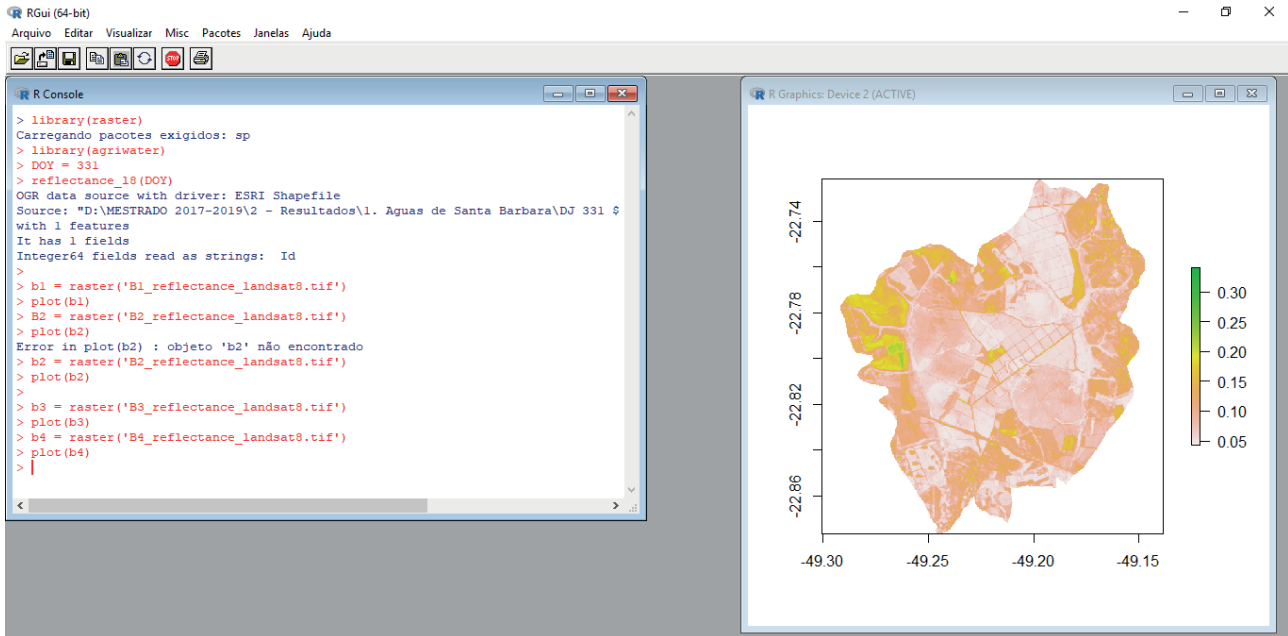 RGui (64-bit)
Arquivo Editar Visualizar Misc Pacotes Janelas Ajuda
STOP
R Console
> library(raster)
Carregando pacotes exigidos: sp
> library(agriwater)
> DOY = 331
> reflectance_l8(DOY)
OGR data source with driver: ESRI Shapefile
Source: "D:\MESTRADO 2017-2019\2 - Resultados\1. Aguas de Santa Barbara\DJ 331 $
with 1 features
It has 1 fields
Integer64 fields read as strings:  Id
>
> b1 = raster('B1_reflectance_landsat8.tif')
> plot(b1)
> B2 = raster('B2_reflectance_landsat8.tif')
> plot(b2)
Error in plot(b2) : objeto 'b2' não encontrado
> b2 = raster('B2_reflectance_landsat8.tif')
> plot(b2)
>
> b3 = raster('B3_reflectance_landsat8.tif')
> plot(b3)
> b4 = raster('B4_reflectance_landsat8.tif')
> plot(b4)
>
R Graphics: Device 2 (ACTIVE)
-22.74
-22.78
-22.82
-22.86
-49.30 -49.25 -49.20 -49.15
0.30
0.25
0.20
0.15
0.10
0.05